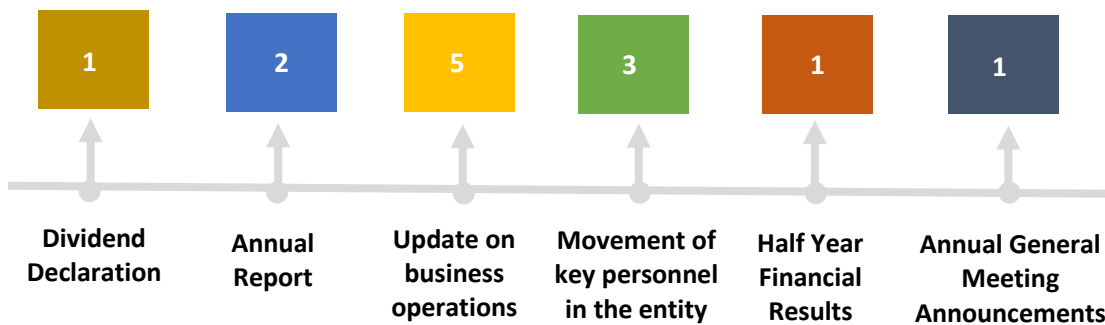 1
2
5
3
1
1
Dividend
Declaration
Annual
Report
Update on
business
operations
Movement of
key personnel
in the entity
Half Year
Financial
Results
Annual General
Meeting
Announcements